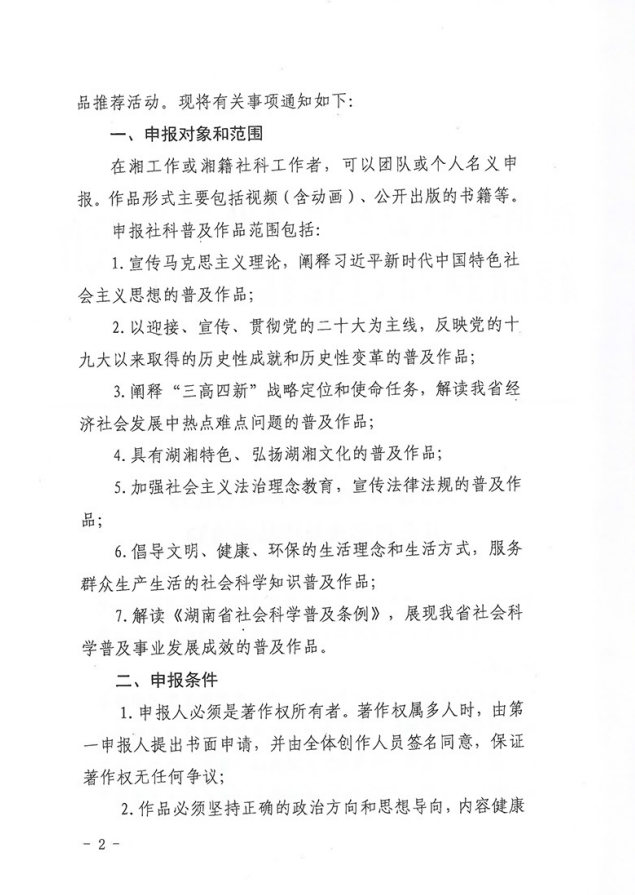 品推荐活动。现将有关事项通知如下：
一、申报对象和范围
在湘工作或湘籍社科工作者，可以团队或个人名义申
报。作品形式主要包括视频（含动画）、公开出版的书籍等。
申报社科普及作品范围包括：
1.宣传马克思主义理论，阐释习近平新时代中国特色社
会主义思想的普及作品；
2.以迎接、宣传、贯彻党的二十大为主线，反映党的十
九大以来取得的历史性成就和历史性变革的普及作品；
3.阐释“三高四新”战略定位和使命任务，解读我省经
济社会发展中热点难点问题的普及作品；
4.具有湖湘特色、弘扬湖湘文化的普及作品；
5.加强社会主义法治理念教育，宣传法律法规的普及作
品；
6.倡导文明、健康、环保的生活理念和生活方式，服务
群众生产生活的社会科学知识普及作品；
7.解读《湖南省社会科学普及条例》，展现我省社会科
学普及事业发展成效的普及作品。
二、申报条件
1.申报人必须是著作权所有者。著作权属多人时，由第
一申报人提出书面申请，并由全体创作人员签名同意，保证
著作权无任何争议；
2.作品必须坚持正确的政治方向和思想导向，内容健康
- 2 -